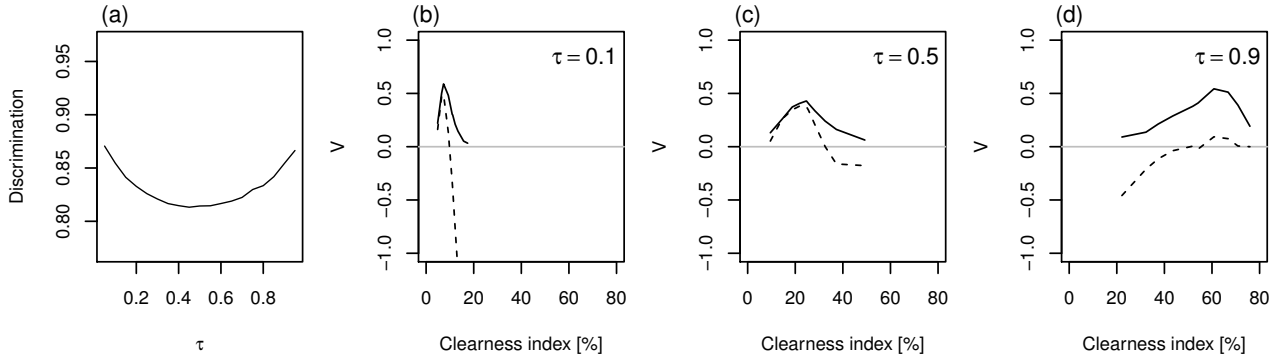 (a)
Discrimination
0.95
0.90
0.85
0.80
0.2 0.4 0.6 0.8
τ
(b)
τ = 0.1
V
1.0
0.5
0.0
−0.5
−1.0
0 20 40 60 80
Clearness index [%]
(c)
τ = 0.5
V
1.0
0.5
0.0
−0.5
−1.0
0 20 40 60 80
Clearness index [%]
(d)
τ = 0.9
V
1.0
0.5
0.0
−0.5
−1.0
0 20 40 60 80
Clearness index [%]